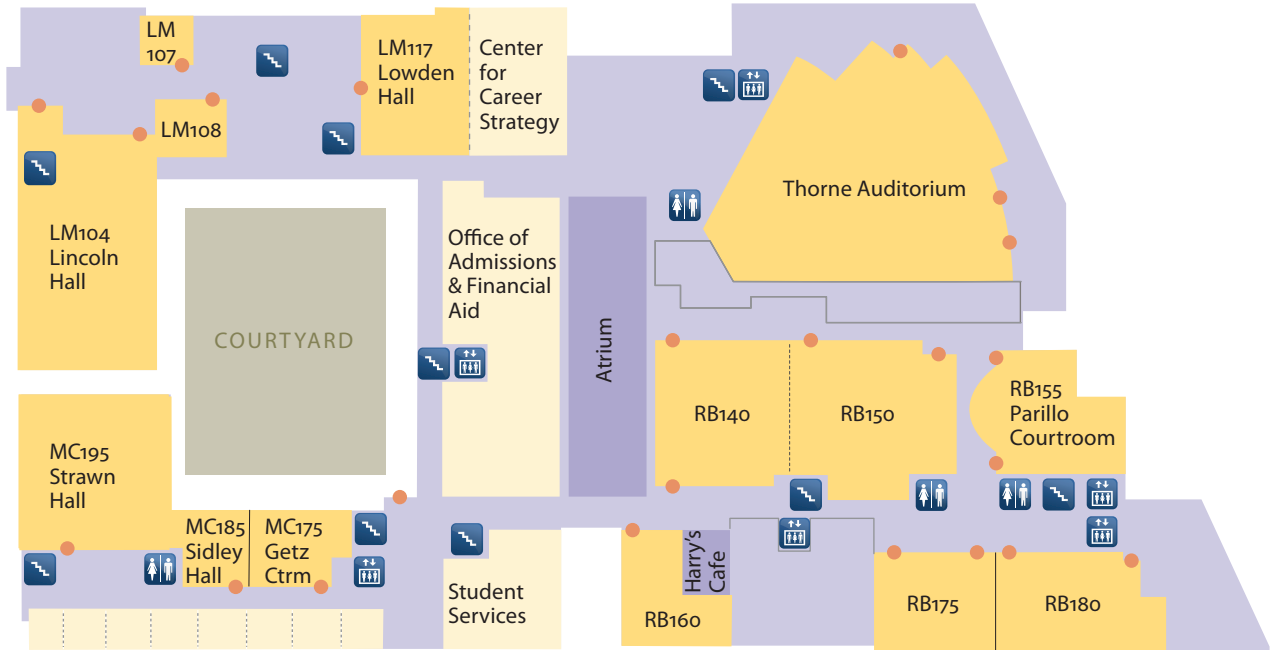 LM
107
LM117
Lowden
Hall
Center
for
Career
Strategy
LM108
Thorne Auditorium
LM104
Lincoln
Hall
Office of
Admissions
& Financial
Aid
COURTYARD
Atrium
RB140
RB150
RB155
Parillo
Courtroom
MC195
Strawn
Hall
MC185
Sidley
Hall
MC175
Getz
Ctrm
Student
Services
Harry's
Cafe
RB160
RB175
RB180